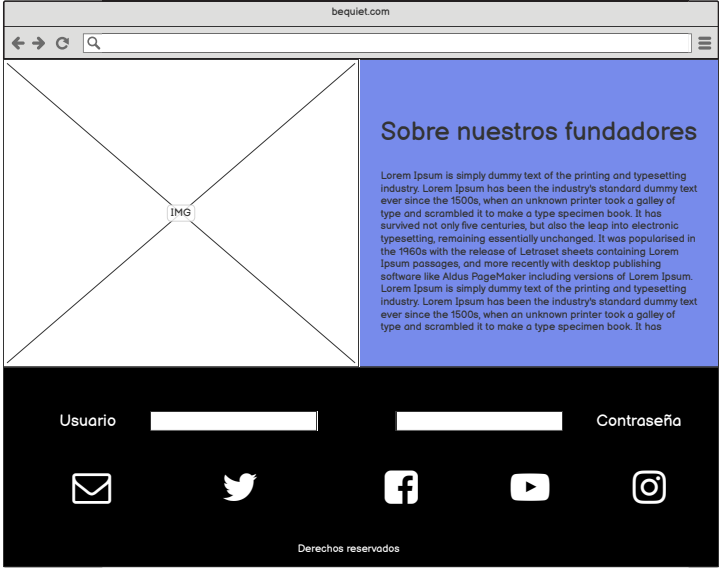 bequiet.com
IMG
Sobre nuestros fundadores
Lorem Ipsum is simply dummy text of the printing and typesetting
industry. Lorem Ipsum has been the industry's standard dummy text
ever since the 1500s, when an unknown printer took a galley of
type and scrambled it to make a type specimen book. It has
survived not only five centuries, but also the leap into electronic
typesetting, remaining essentially unchanged. It was popularised in
the 1960s with the release of Letraset sheets containing Lorem
Ipsum passages, and more recently with desktop publishing
software like Aldus PageMaker including versions of Lorem Ipsum.
Lorem Ipsum is simply dummy text of the printing and typesetting
industry. Lorem Ipsum has been the industry's standard dummy text
ever since the 1500s, when an unknown printer took a galley of
type and scrambled it to make a type specimen book. It has
Usuario
Contraseña
Derechos reservados